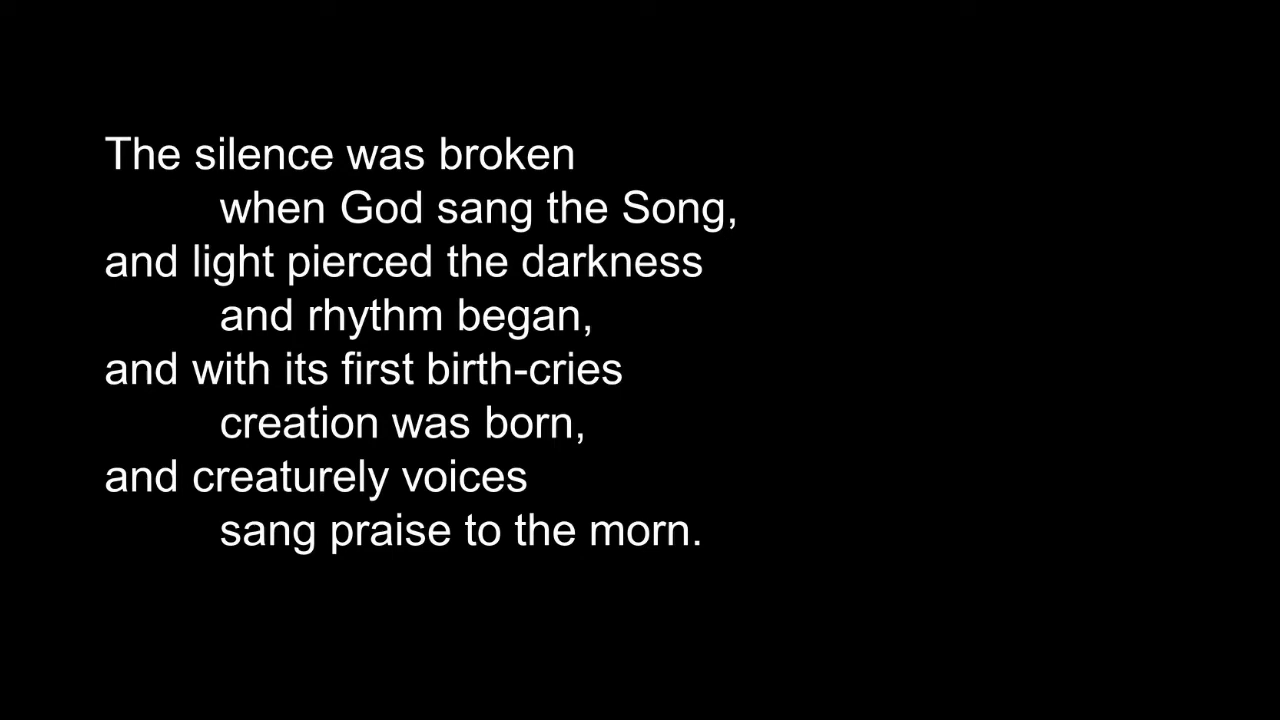 The silence was broken
when God sang the Song,
and light pierced the darkness
and rhythm began,
and with its first birth-cries
creation was born,
and creaturely voices
sang praise to the morn.